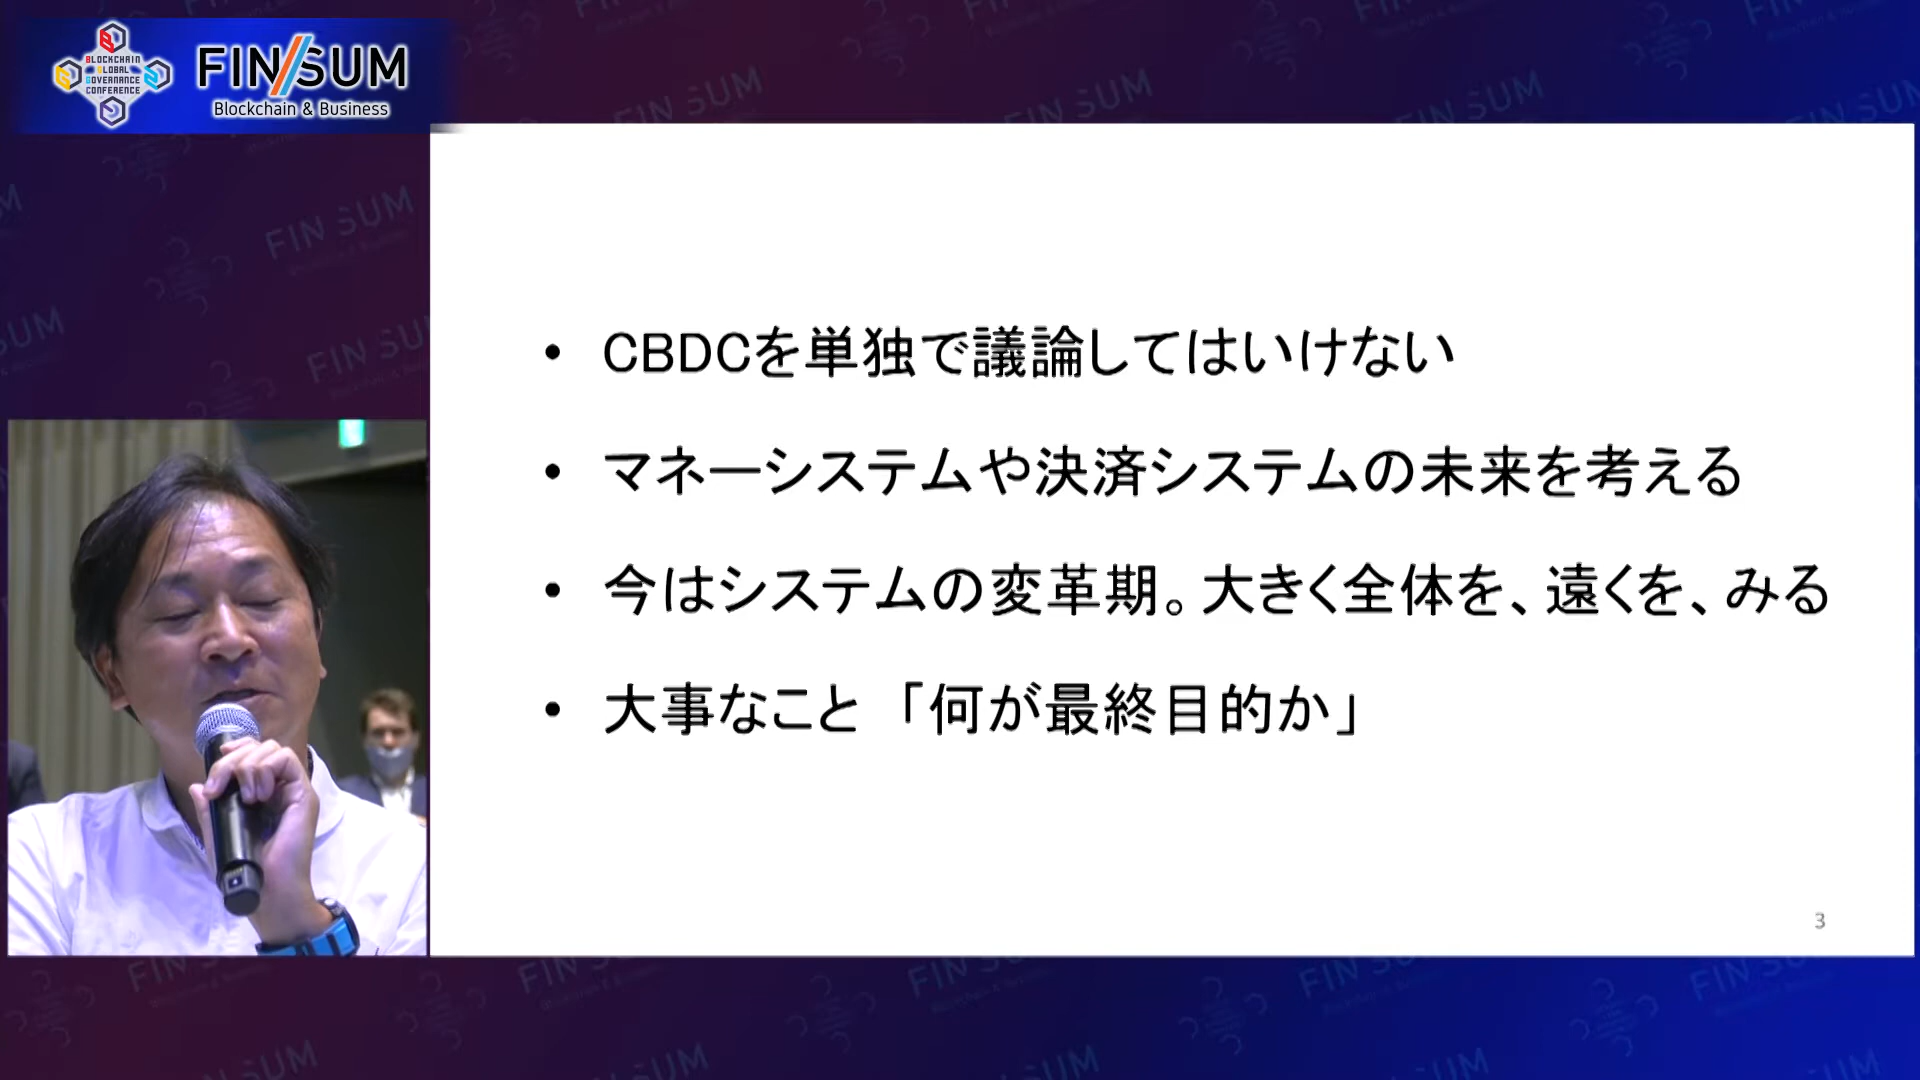 BLOCKCHAIN
GLOBAL
GOVERNANCE
CONFERENCE
FIN/SUM
Blockchain & Business
• CBDCを単独で議論してはいけない
• マネーシステムや決済システムの未来を考える
• 今はシステムの変革期。大きく全体を、遠くを、みる
• 大事なこと 「何が最終目的か」
3